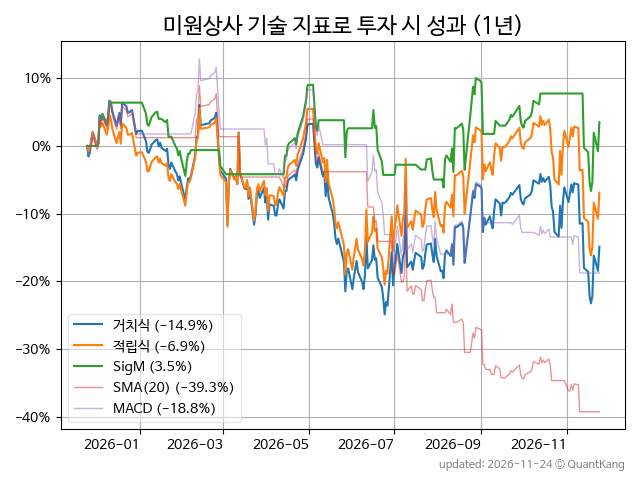 미원상사 기술 지표로 투자 시 성과 (1년)
10%
0%
−10%
−20%
−30%
−40%
거치식 (−14.9%)
적립식 (−6.9%)
SigM (3.5%)
SMA(20) (−39.3%)
MACD (−18.8%)
2026-01 2026-03 2026-05 2026-07 2026-09 2026-11
updated: 2026-11-24 © QuantKang